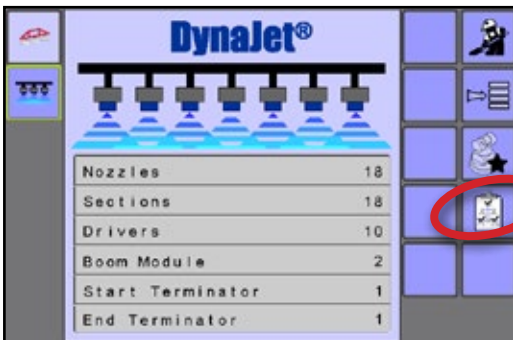 DynaJet®
Nozzles 18
Sections 18
Drivers 10
Boom Module 2
Start Terminator 1
End Terminator 1